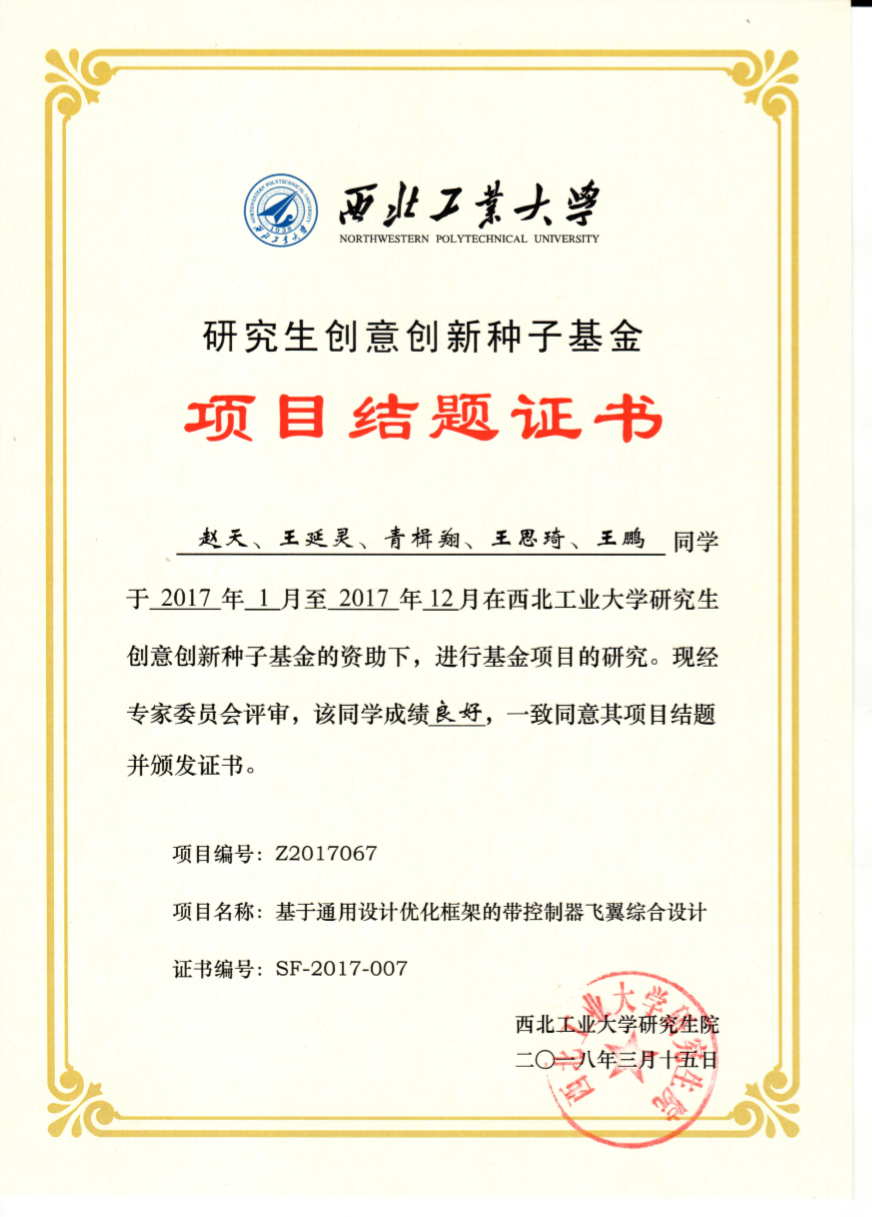 西北工业大学
NORTHWESTERN POLYTECHNICAL UNIVERSITY
研究生创意创新种子基金
项目结题证书
赵天、王延灵、青楫翔、王思琦、王鹏 同学
于 2017 年 1 月至 2017 年 12 月在西北工业大学研究生
创意创新种子基金的资助下，进行基金项目的研究。现经
专家委员会评审，该同学成绩良好，一致同意其项目结题
并颁发证书。
项目编号：Z2017067
项目名称：基于通用设计优化框架的带控制器飞翼综合设计
证书编号：SF-2017-007
西北工业大学研究生院
二〇一八年三月十五日
西北工业大学研究生院